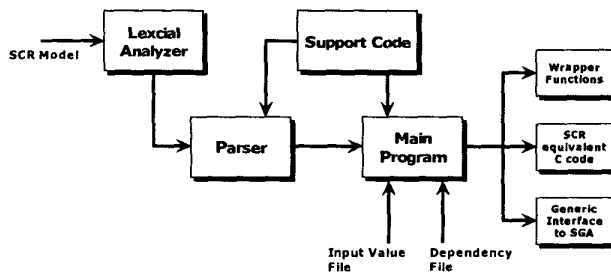 Lexcial
Analyzer
Support Code
SCR Model
Wrapper
Functions
Parser
Main
Program
SCR
equivalent
C code
Generic
Interface
to SGA
Input Value
File
Dependency
File